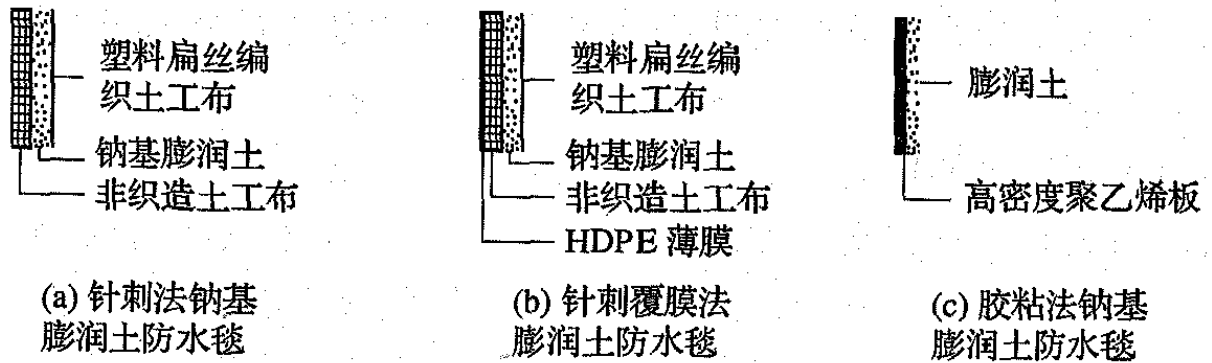 塑料扁丝编
织土工布
钠基膨润土
非织造土工布
(a) 针刺法钠基
膨润土防水毯
塑料扁丝编
织土工布
钠基膨润土
非织造土工布
HDPE 薄膜
(b) 针刺覆膜法
膨润土防水毯
膨润土
高密度聚乙烯板
(c) 胶粘法钠基
膨润土防水毯